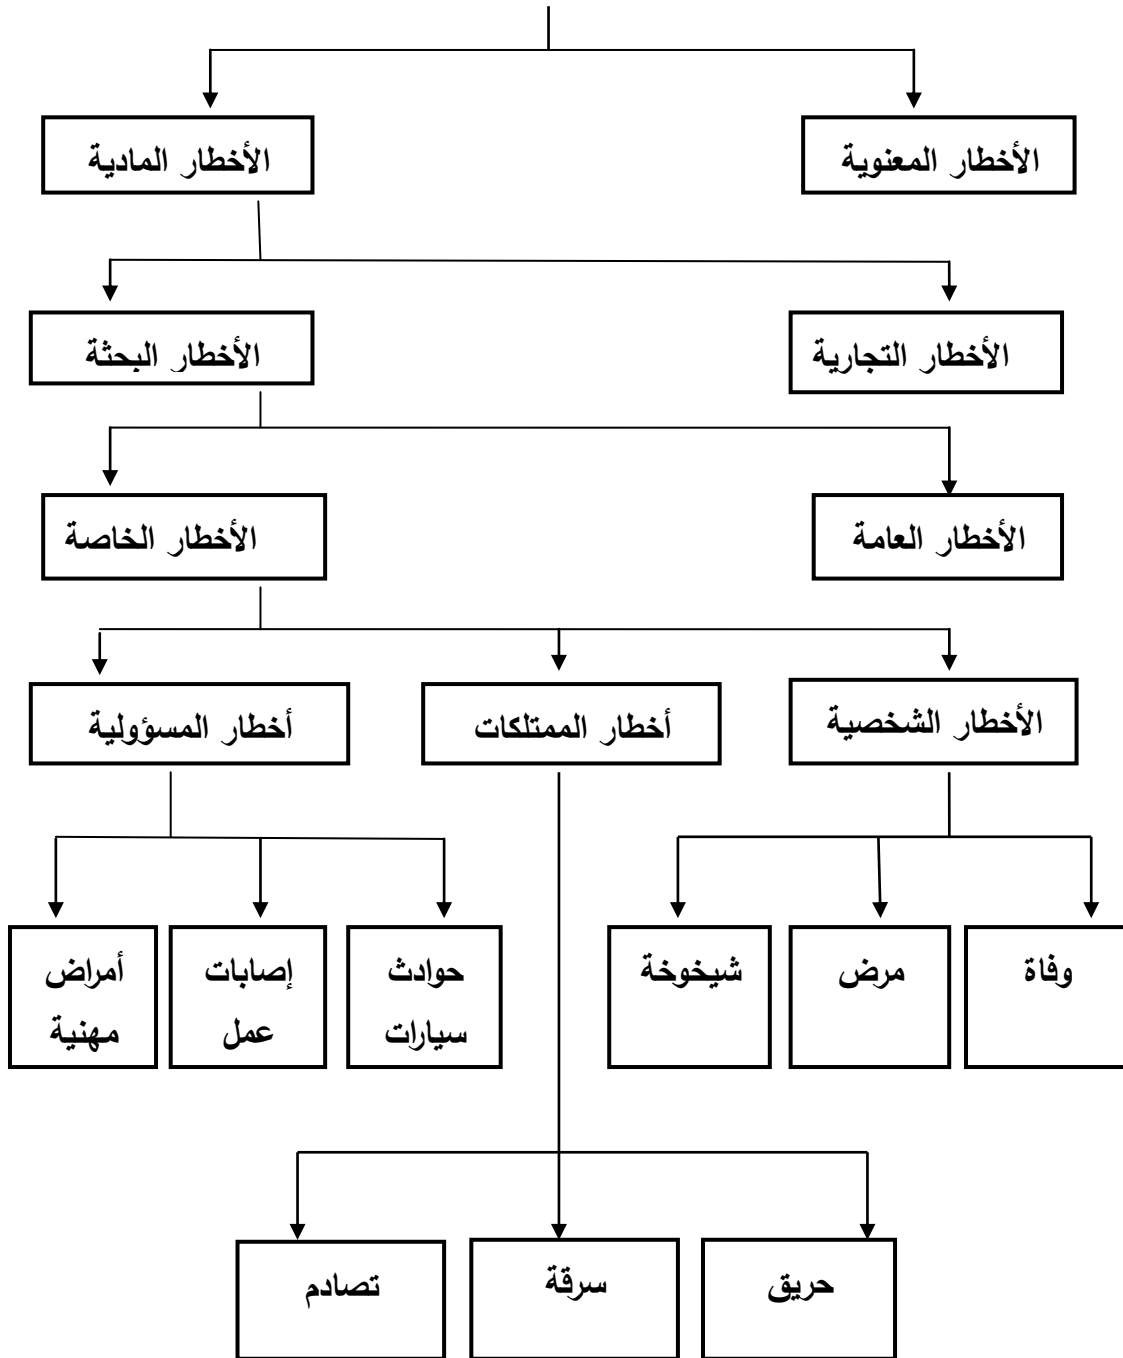 الأخطار المعنوية
الأخطار المادية
الأخطار التجارية
الأخطار البحثة
الأخطار العامة
الأخطار الخاصة
الأخطار الشخصية
أخطار الممتلكات
أخطار المسؤولية
وفاة
مرض
شيخوخة
حوادث
سيارات
إصابات
عمل
أمراض
مهنية
حريق
سرقة
تصادم